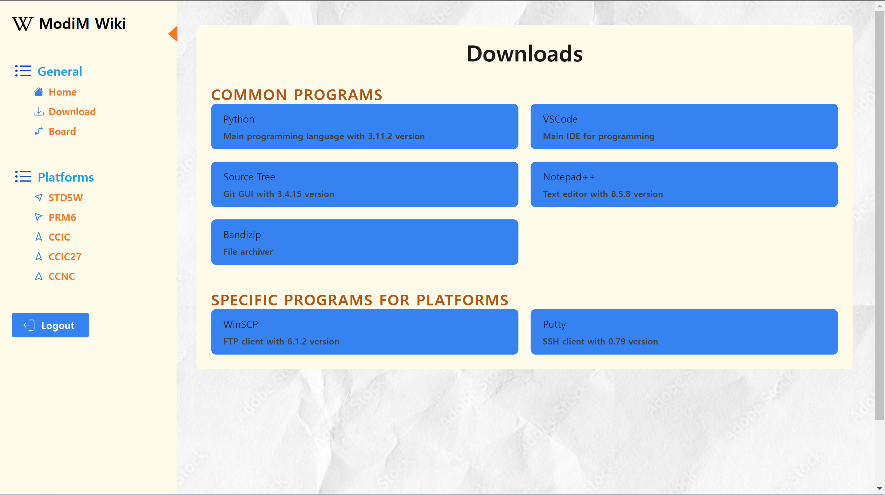 ModiM Wiki
General
Home
Download
Board
Platforms
STD5W
PRM6
CCIC
CCIC27
CCNC
Logout
Downloads
COMMON PROGRAMS
Python
Main programming language with 3.11.2 version
VSCode
Main IDE for programming
Source Tree
Git GUI with 3.4.15 version
Notepad++
Text editor with 8.5.8 version
Bandizip
File archiver
SPECIFIC PROGRAMS FOR PLATFORMS
WinSCP
FTP client with 6.1.2 version
Putty
SSH client with 0.79 version